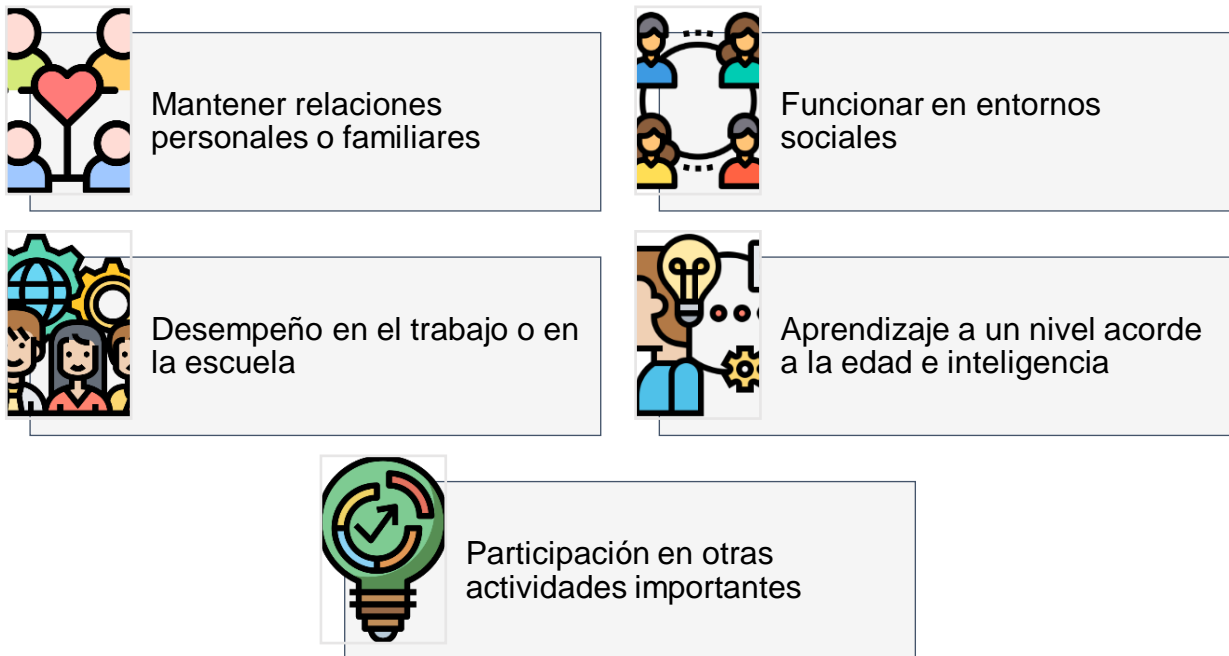 Mantener relaciones
personales o familiares
Funcionar en entornos
sociales
Desempeño en el trabajo o en
la escuela
Aprendizaje a un nivel acorde
a la edad e inteligencia
Participación en otras
actividades importantes